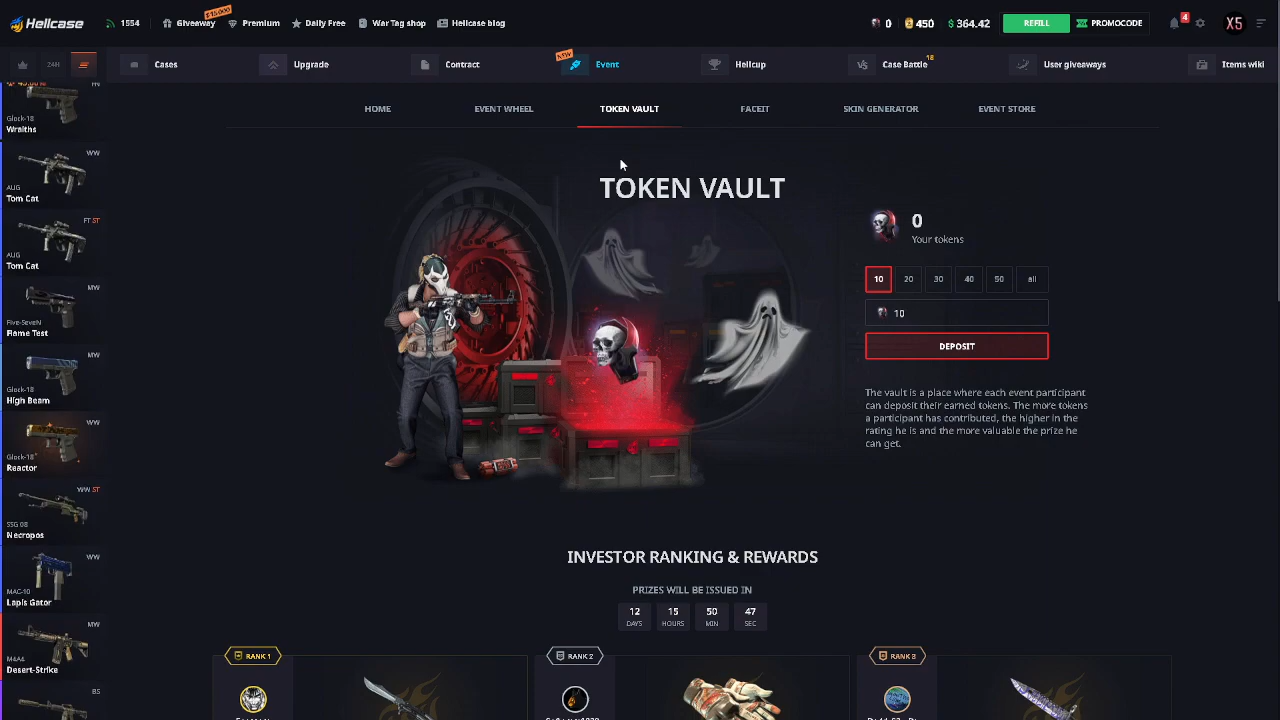 Hellcase
1554
Giveaway
$15.000
Premium
Daily Free
War Tag shop
Hellcase blog
0
450
$ 364.42
REFILL
PROMOCODE
4
X5
24H
Cases
Upgrade
Contract
NEW
Event
Hellcup
VS
Case Battle
18
User giveaways
Items wiki
HOME
EVENT WHEEL
TOKEN VAULT
FACEIT
SKIN GENERATOR
EVENT STORE
Glock-18
Wraiths
WW
AUG
Tom Cat
FT ST
AUG
Tom Cat
MW
Five-SeveN
Flame Test
MW
Glock-18
High Beam
WW
Glock-18
Reactor
WW ST
SSG 08
Necropos
WW
MAC-10
Lapis Gator
MW
M4A4
Desert-Strike
BS
TOKEN VAULT
0
Your tokens
10
20
30
40
50
all
10
DEPOSIT
The vault is a place where each event participant
can deposit their earned tokens. The more tokens
a participant has contributed, the higher in the
rating he is and the more valuable the prize he
can get.
INVESTOR RANKING & REWARDS
PRIZES WILL BE ISSUED IN
12
DAYS
15
HOURS
50
MIN
47
SEC
RANK 1
RANK 2
RANK 3